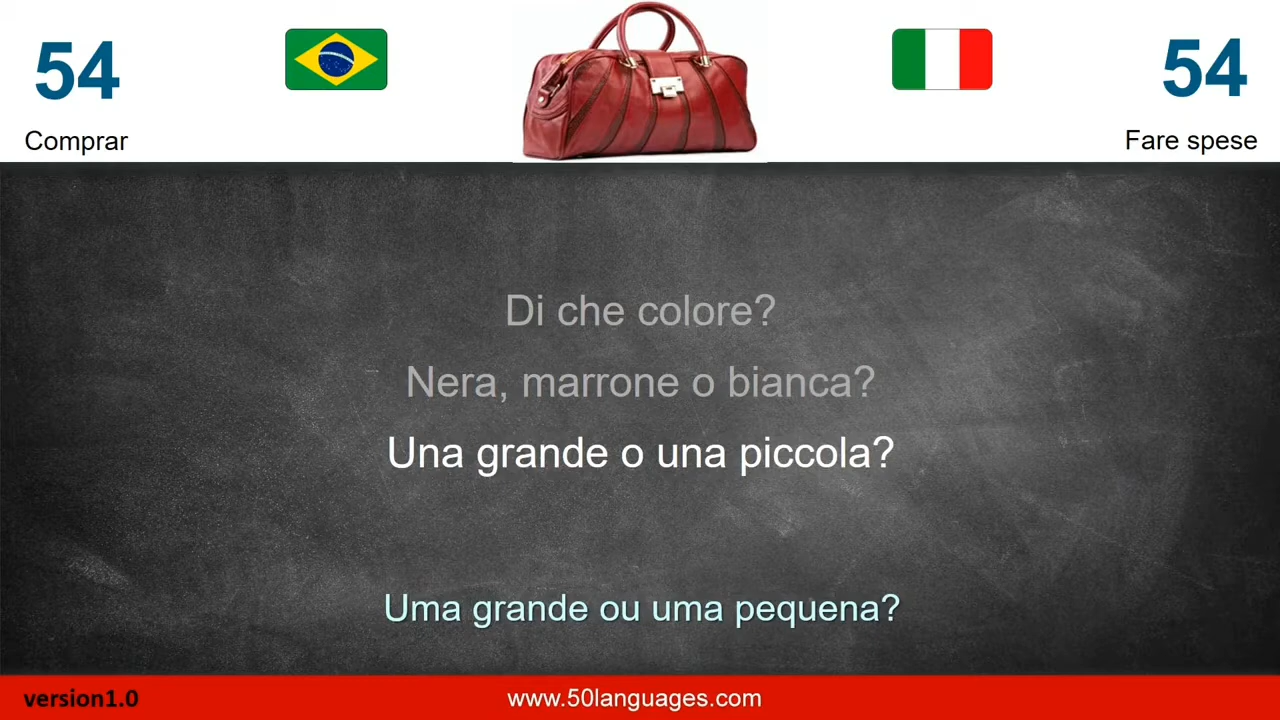 54
54
Comprar
Fare spese
Di che colore?
Nera, marrone o bianca?
Una grande o una piccola?
Uma grande ou uma pequena?
version1.0
www.50languages.com